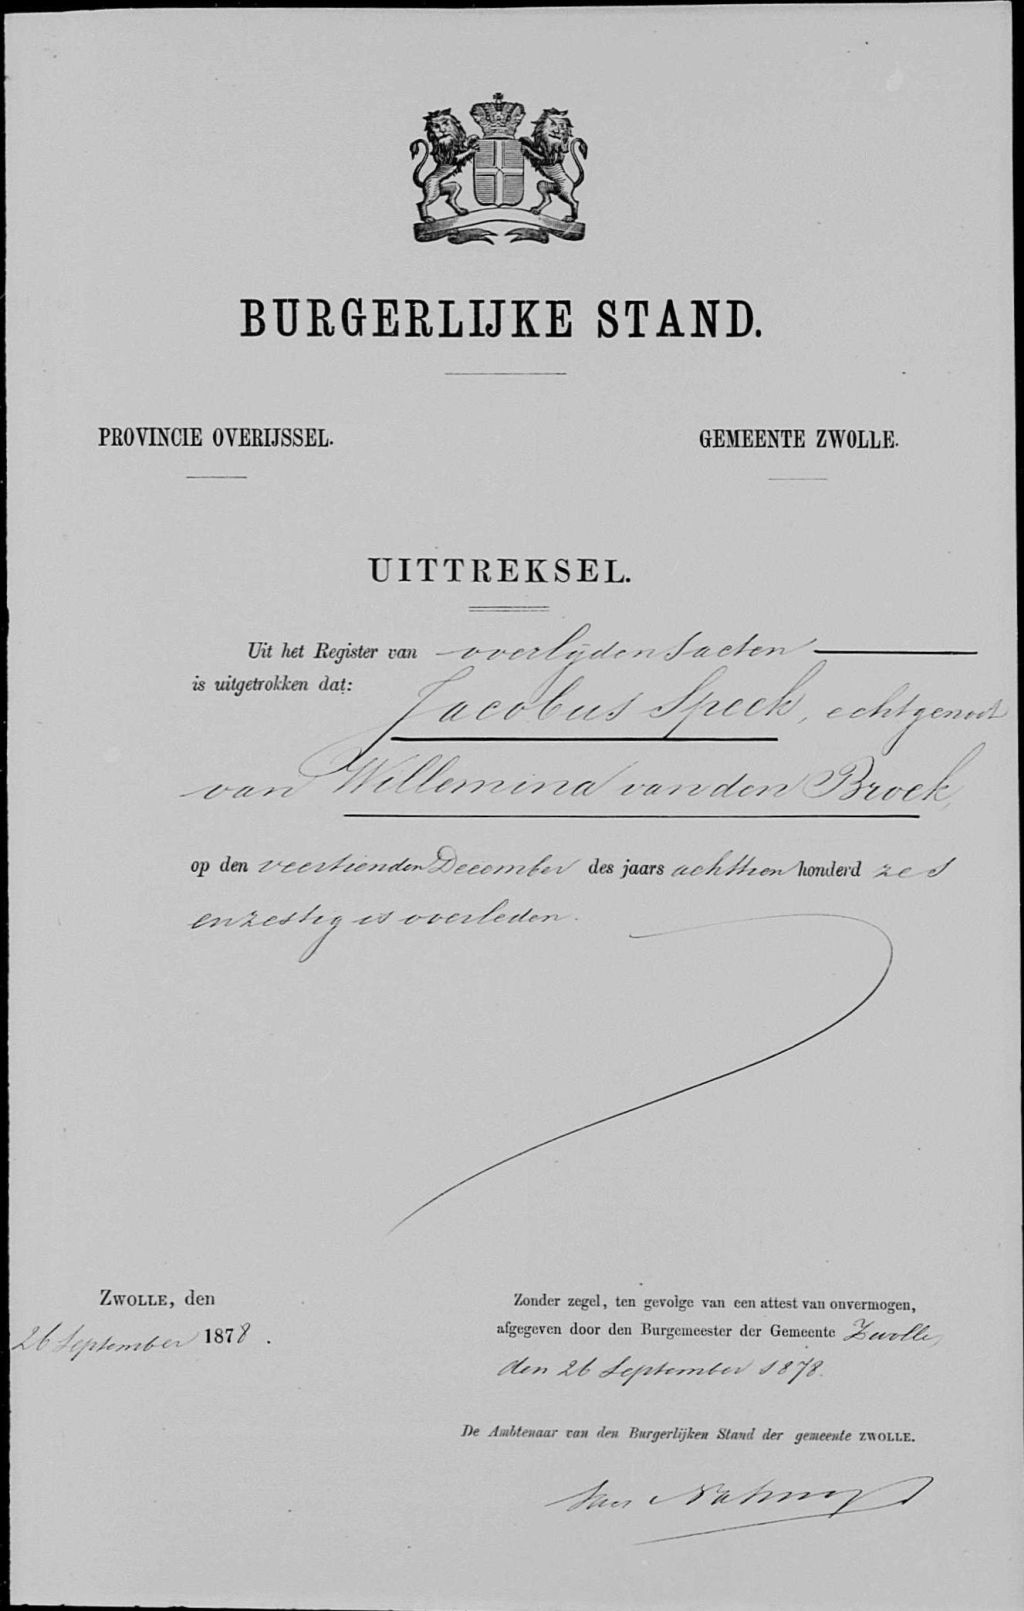 BURGERLIJKE STAND.
PROVINCIE OVERIJSSEL.
GEMEENTE ZWOLLE.
UITTREKSEL.
Uit het Register van overlijdensacten
is uitgetrokken dat:
Jacobus Speek, echtgenoot
van Willemina van den Broek,
op den veertienden December des jaars achttien honderd zes
en zestig is overleden.
ZWOLLE, den
26 September 1878.
Zonder zegel, ten gevolge van een attest van onvermogen,
afgegeven door den Burgemeester der Gemeente Zwolle,
den 26 September 1878.
De Ambtenaar van den Burgerlijken Stand der gemeente ZWOLLE.